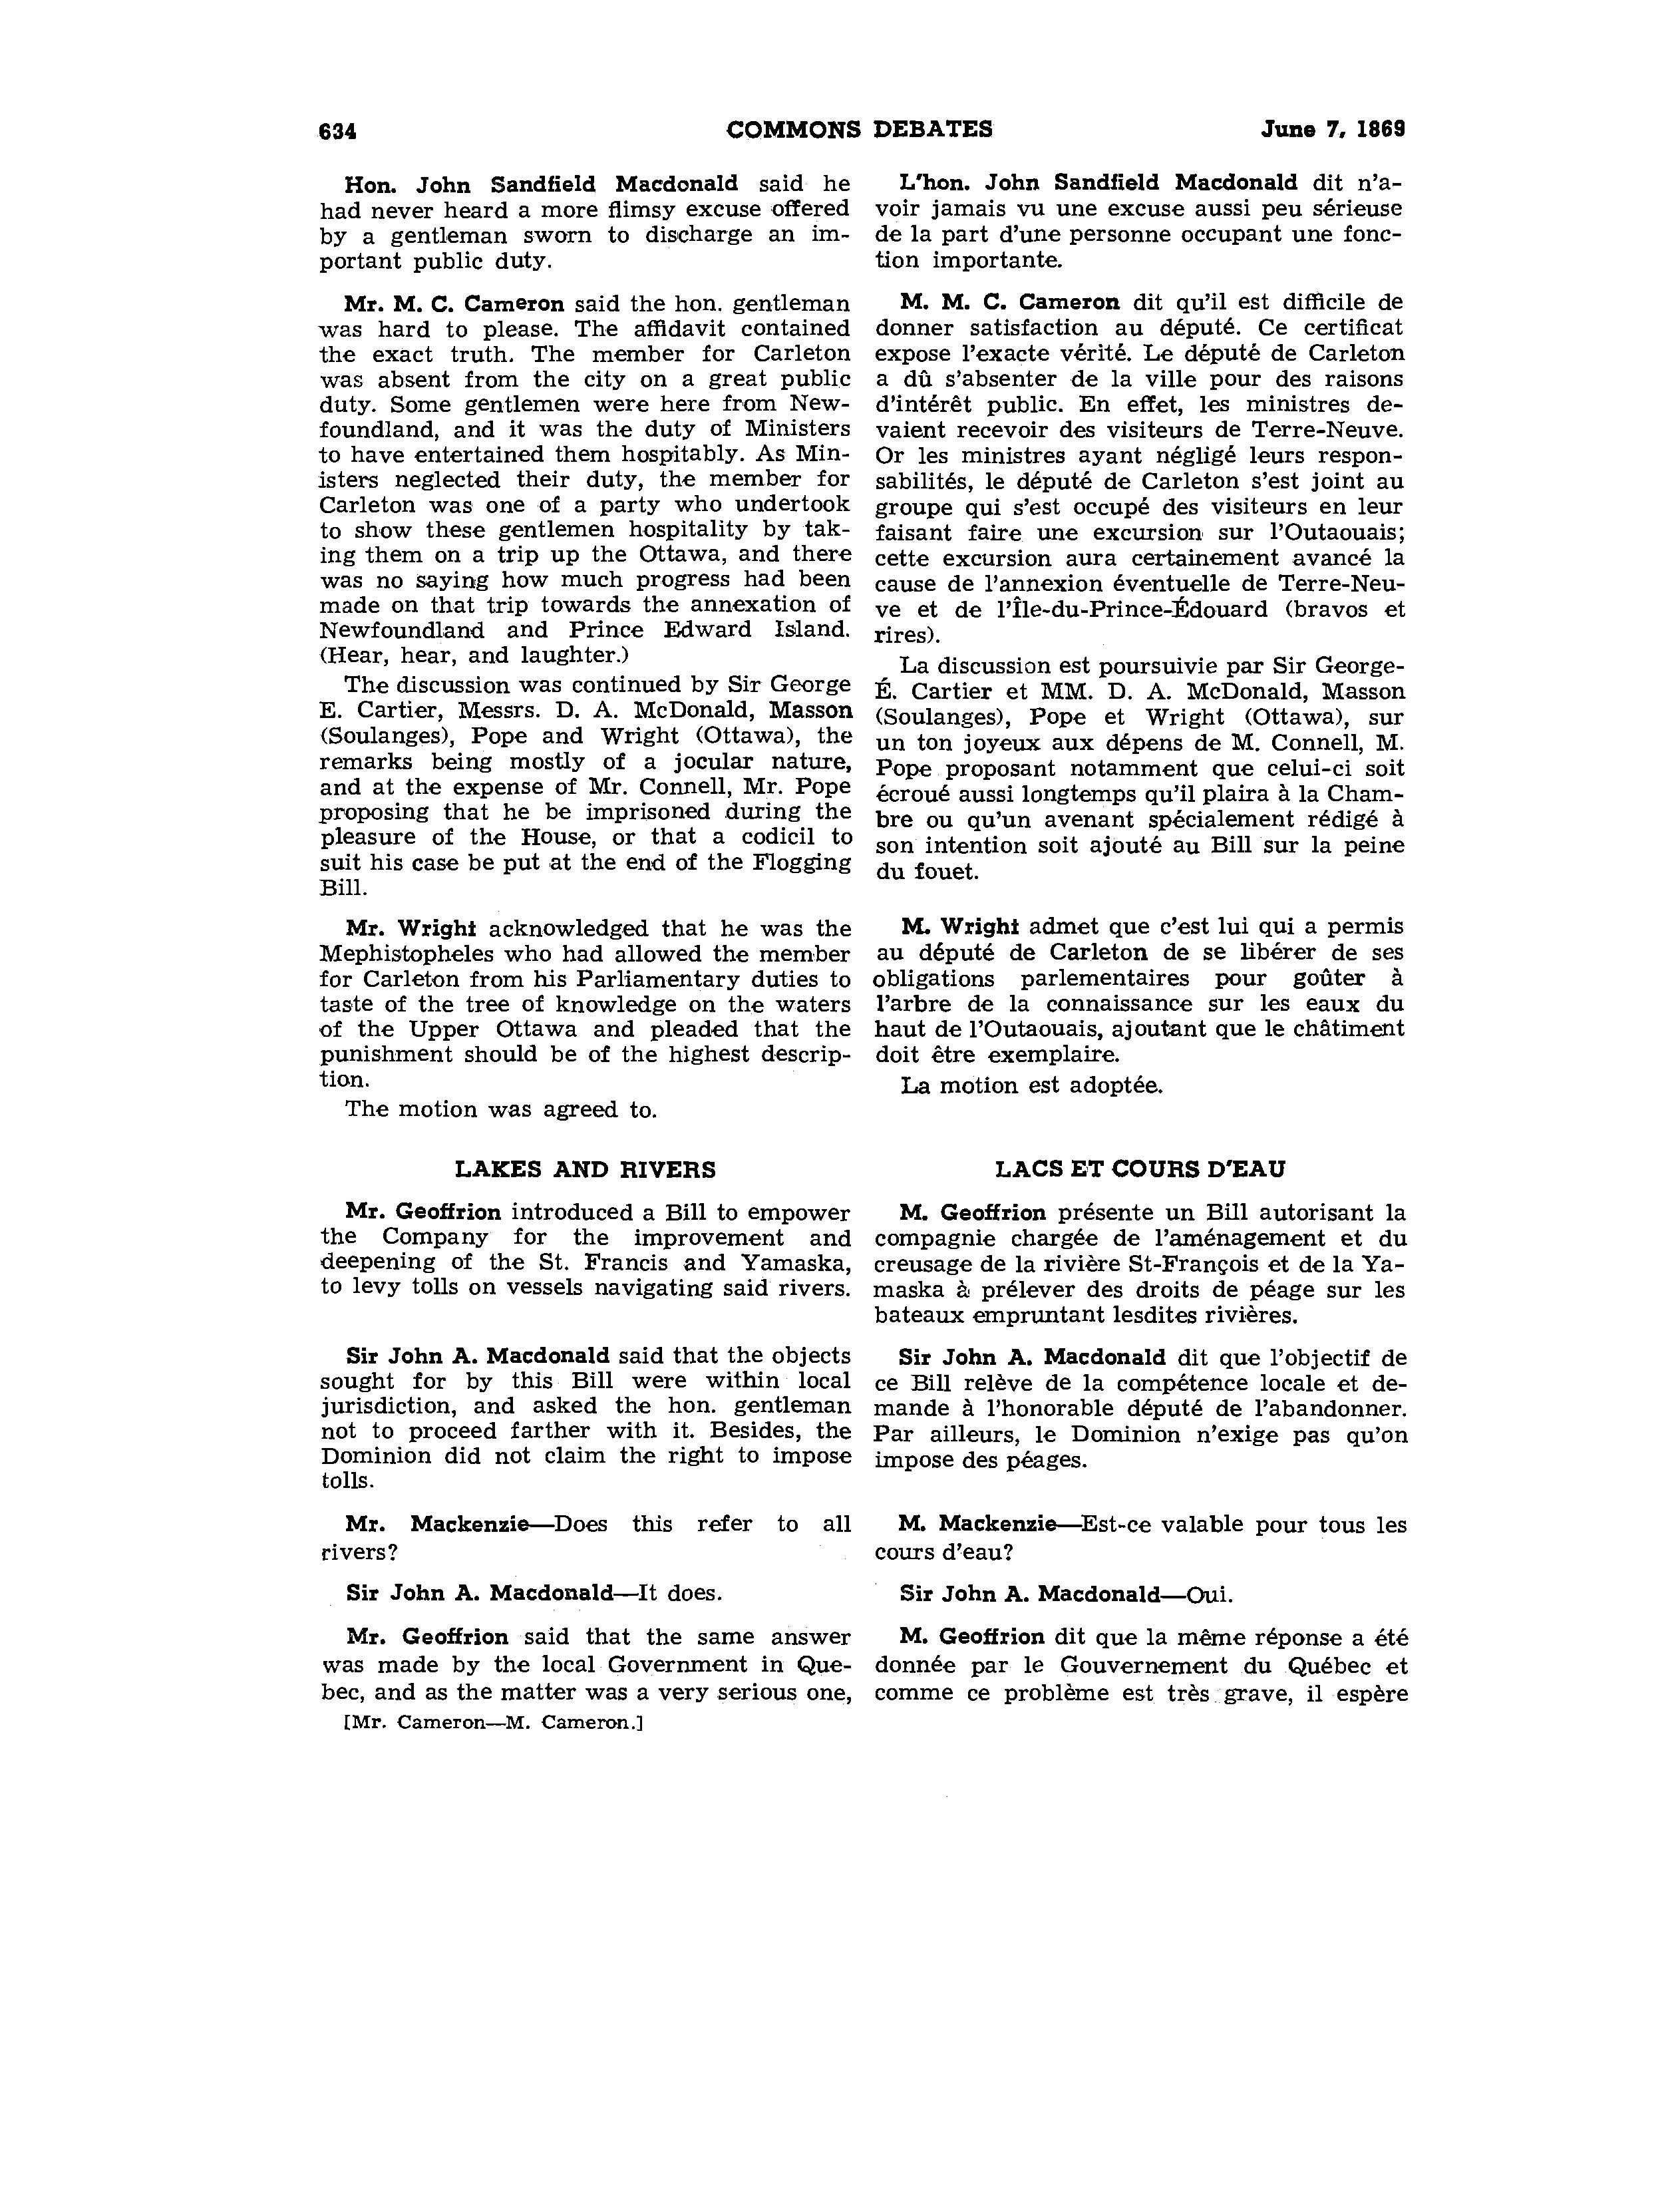 634
COMMONS DEBATES
June 7, 1869
Hon. John Sandfield Macdonald said he
had never heard a more flimsy excuse offered
by a gentleman sworn to discharge an im-
portant public duty.
Mr. M. C. Cameron said the hon. gentleman
was hard to please. The affidavit contained
the exact truth. The member for Carleton
was absent from the city on a great public
duty. Some gentlemen were here from New-
foundland, and it was the duty of Ministers
to have entertained them hospitably. As Min-
isters neglected their duty, the member for
Carleton was one of a party who undertook
to show these gentlemen hospitality by tak-
ing them on a trip up the Ottawa, and there
was no saying how much progress had been
made on that trip towards the annexation of
Newfoundland and Prince Edward Island.
(Hear, hear, and laughter.)
The discussion was continued by Sir George
E. Cartier, Messrs. D. A. McDonald, Masson
(Soulanges), Pope and Wright (Ottawa), the
remarks being mostly of a jocular nature,
and at the expense of Mr. Connell, Mr. Pope
proposing that he be imprisoned during the
pleasure of the House, or that a codicil to
suit his case be put at the end of the Flogging
Bill.
Mr. Wright acknowledged that he was the
Mephistopheles who had allowed the member
for Carleton from his Parliamentary duties to
taste of the tree of knowledge on the waters
of the Upper Ottawa and pleaded that the
punishment should be of the highest descrip-
tion.
The motion was agreed to.
LAKES AND RIVERS
Mr. Geoffrion introduced a Bill to empower
the Company for the improvement and
deepening of the St. Francis and Yamaska,
to levy tolls on vessels navigating said rivers.
Sir John A. Macdonald said that the objects
sought for by this Bill were within local
jurisdiction, and asked the hon. gentleman
not to proceed farther with it. Besides, the
Dominion did not claim the right to impose
tolls.
Mr. Mackenzie—Does this refer to all
rivers?
Sir John A. Macdonald—It does.
Mr. Geoffrion said that the same answer
was made by the local Government in Que-
bec, and as the matter was a very serious one,
[Mr. Cameron—M. Cameron.]
L'hon. John Sandfield Macdonald dit n'a-
voir jamais vu une excuse aussi peu sérieuse
de la part d'une personne occupant une fonc-
tion importante.
M. M. C. Cameron dit qu'il est difficile de
donner satisfaction au député. Ce certificat
expose l'exacte vérité. Le député de Carleton
a dû s'absenter de la ville pour des raisons
d'intérêt public. En effet, les ministres de-
vaient recevoir des visiteurs de Terre-Neuve.
Or les ministres ayant négligé leurs respon-
sabilités, le député de Carleton s'est joint au
groupe qui s'est occupé des visiteurs en leur
faisant faire une excursion sur l'Outaouais;
cette excursion aura certainement avancé la
cause de l'annexion éventuelle de Terre-Neu-
ve et de l'Île-du-Prince-Édouard (bravos et
rires).
La discussion est poursuivie par Sir George-
É. Cartier et MM. D. A. McDonald, Masson
(Soulanges), Pope et Wright (Ottawa), sur
un ton joyeux aux dépens de M. Connell, M.
Pope proposant notamment que celui-ci soit
écroué aussi longtemps qu'il plaira à la Cham-
bre ou qu'un avenant spécialement rédigé à
son intention soit ajouté au Bill sur la peine
du fouet.
M. Wright admet que c'est lui qui a permis
au député de Carleton de se libérer de ses
obligations parlementaires pour goûter à
l'arbre de la connaissance sur les eaux du
haut de l'Outaouais, ajoutant que le châtiment
doit être exemplaire.
La motion est adoptée.
LACS ET COURS D'EAU
M. Geoffrion présente un Bill autorisant la
compagnie chargée de l'aménagement et du
creusage de la rivière St-François et de la Ya-
maska à prélever des droits de péage sur les
bateaux empruntant lesdites rivières.
Sir John A. Macdonald dit que l'objectif de
ce Bill relève de la compétence locale et de-
mande à l'honorable député de l'abandonner.
Par ailleurs, le Dominion n'exige pas qu'on
impose des péages.
M. Mackenzie—Est-ce valable pour tous les
cours d'eau?
Sir John A. Macdonald—Oui.
M. Geoffrion dit que la même réponse a été
donnée par le Gouvernement du Québec et
comme ce problème est très grave, il espère